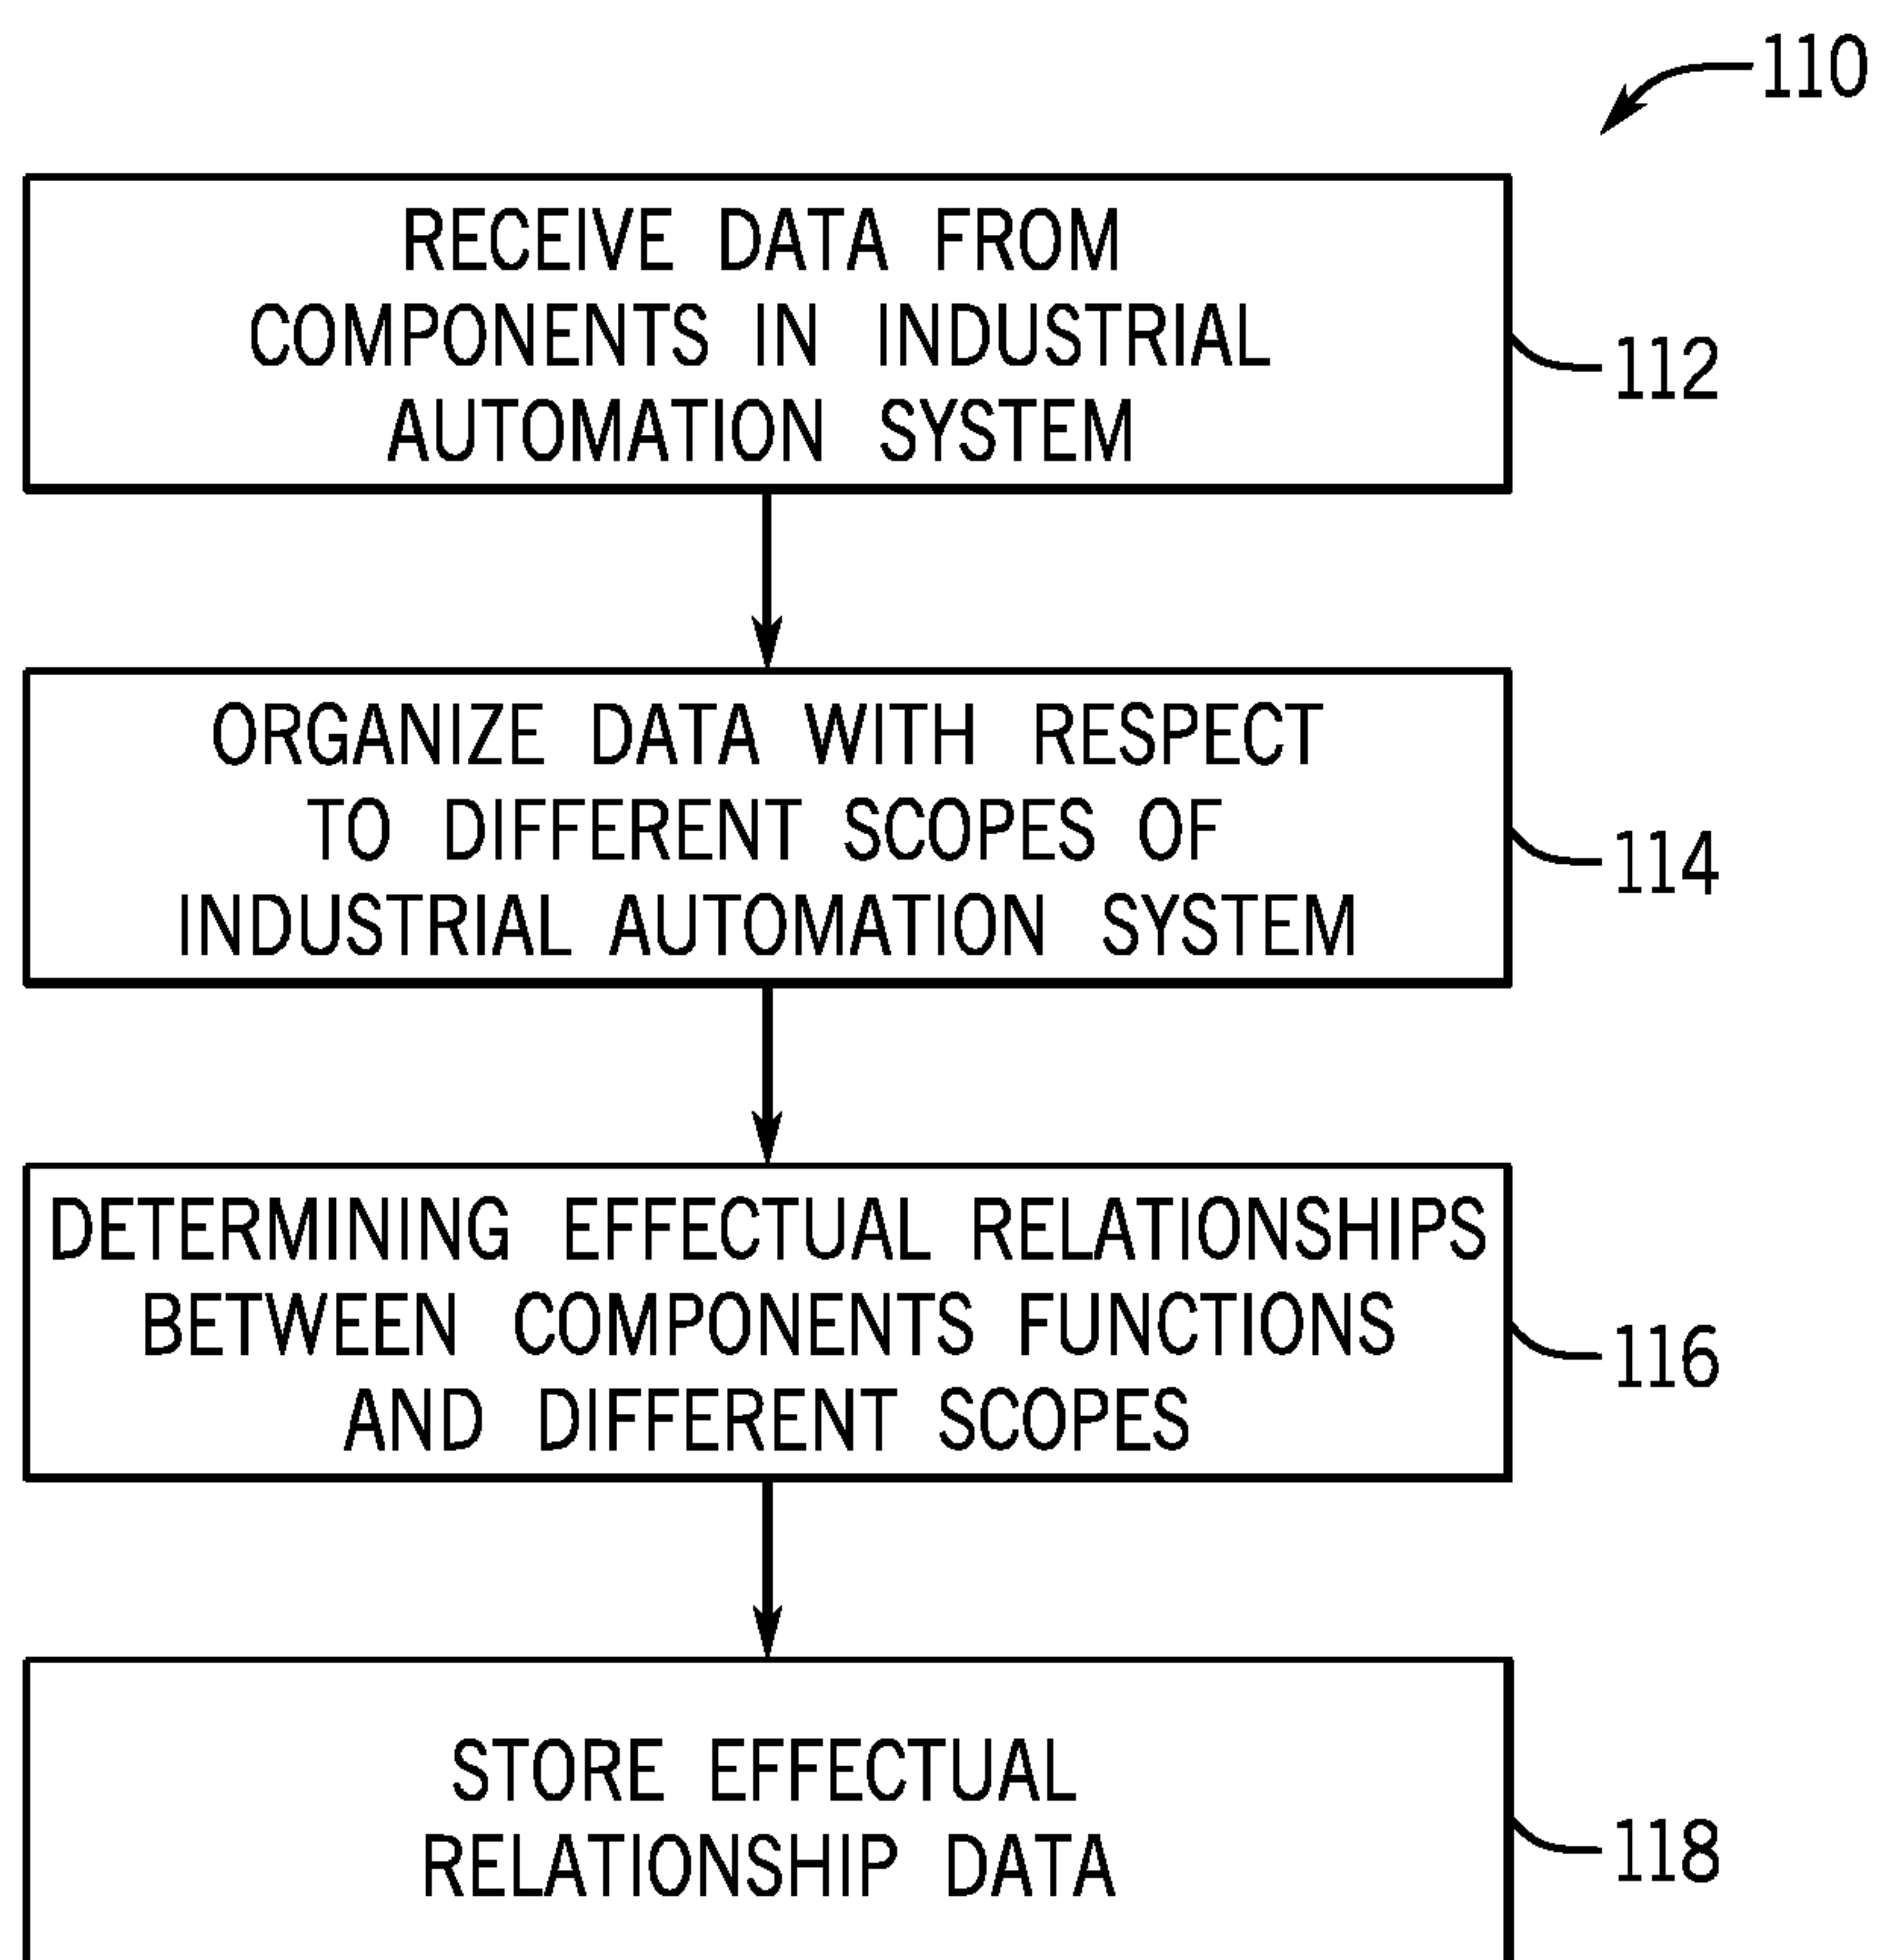 110
RECEIVE DATA FROM
COMPONENTS IN INDUSTRIAL
AUTOMATION SYSTEM
112
ORGANIZE DATA WITH RESPECT
TO DIFFERENT SCOPES OF
INDUSTRIAL AUTOMATION SYSTEM
114
DETERMINING EFFECTUAL RELATIONSHIPS
BETWEEN COMPONENTS FUNCTIONS
AND DIFFERENT SCOPES
116
STORE EFFECTUAL
RELATIONSHIP DATA
118